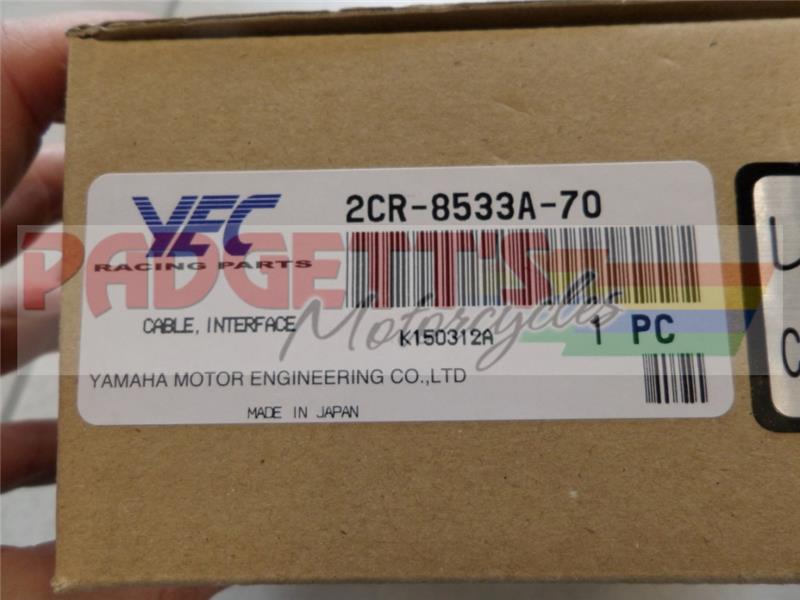 YEC
RACING PARTS
2CR-8533A-70
PADGETT'S
Motorcycles
CABLE, INTERFACE
K150312A
1 PC
YAMAHA MOTOR ENGINEERING CO.,LTD
MADE IN JAPAN